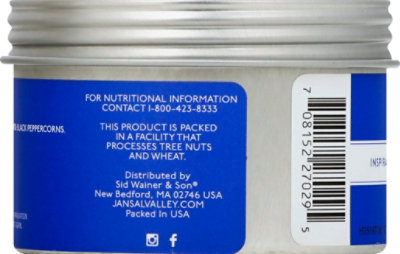 BLACK PEPPERCORNS.
FOR NUTRITIONAL INFORMATION
CONTACT 1-800-423-8333
THIS PRODUCT IS PACKED
IN A FACILITY THAT
PROCESSES TREE NUTS
AND WHEAT.
Distributed by
Sid Wainer & Son®
New Bedford, MA 02746 USA
JANSALVALLEY.COM
Packed In USA
7 08152 27029 5
INSPIRA